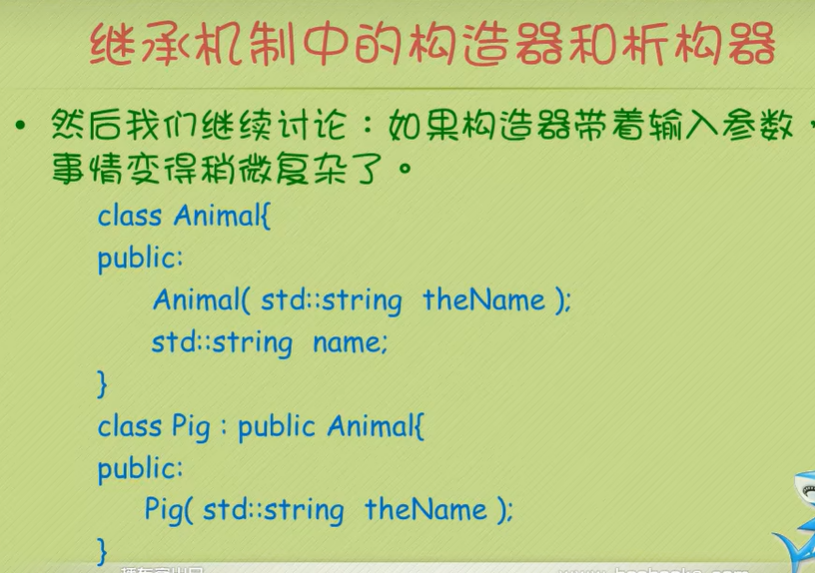 继承机制中的构造器和析构器
• 然后我们继续讨论：如果构造器带着输入参数，
事情变得稍微复杂了。
class Animal{
public:
Animal( std::string theName );
std::string name;
}
class Pig : public Animal{
public:
Pig( std::string theName );
}